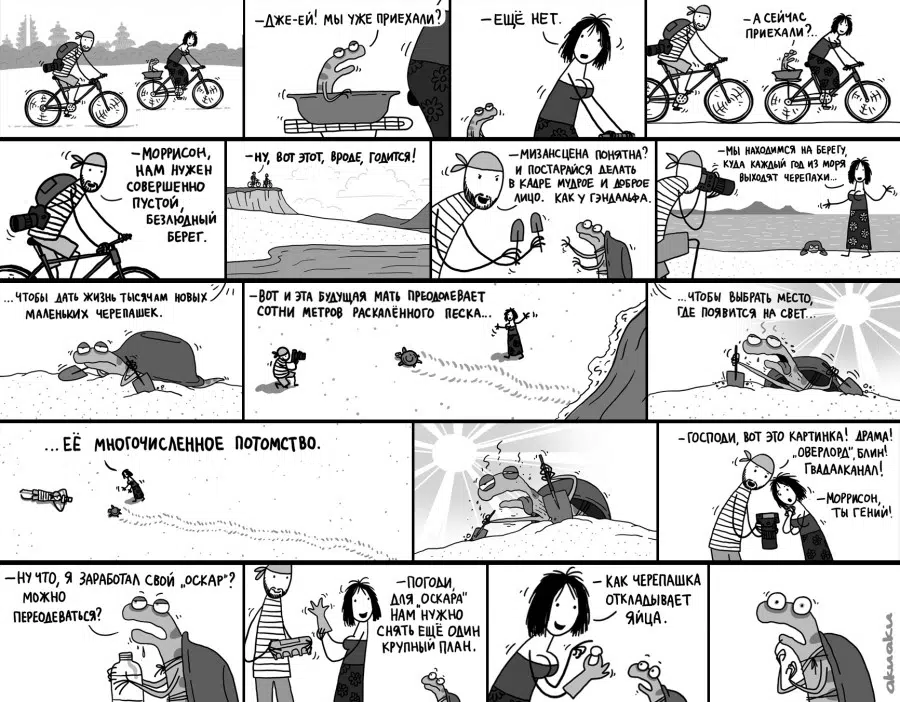 —ДЖЕ-ЕЙ! МЫ УЖЕ ПРИЕХАЛИ?
—ЕЩЁ НЕТ.
—А СЕЙЧАС
ПРИЕХАЛИ?..
—МОРРИСОН,
НАМ НУЖЕН
СОВЕРШЕННО
ПУСТОЙ,
БЕЗЛЮДНЫЙ
БЕРЕГ.
—НУ, ВОТ ЭТОТ, ВРОДЕ, ГОДИТСЯ!
—МИЗАНСЦЕНА ПОНЯТНА?
И ПОСТАРАЙСЯ ДЕЛАТЬ
В КАДРЕ МУДРОЕ И ДОБРОЕ
ЛИЦО. КАК У ГЭНДАЛЬФА.
—МЫ НАХОДИМСЯ НА БЕРЕГУ,
КУДА КАЖДЫЙ ГОД ИЗ МОРЯ
ВЫХОДЯТ ЧЕРЕПАХИ...
...ЧТОБЫ ДАТЬ ЖИЗНЬ ТЫСЯЧАМ НОВЫХ
МАЛЕНЬКИХ ЧЕРЕПАШЕК.
—ВОТ И ЭТА БУДУЩАЯ МАТЬ ПРЕОДОЛЕВАЕТ
СОТНИ МЕТРОВ РАСКАЛЁННОГО ПЕСКА...
...ЧТОБЫ ВЫБРАТЬ МЕСТО,
ГДЕ ПОЯВИТСЯ НА СВЕТ...
...ЕЁ МНОГОЧИСЛЕННОЕ ПОТОМСТВО.
—ГОСПОДИ, ВОТ ЭТО КАРТИНКА! ДРАМА!
„ОВЕРЛОРД", БЛИН!
ГВАДАЛКАНАЛ!
—МОРРИСОН,
ТЫ ГЕНИЙ!
—НУ ЧТО, Я ЗАРАБОТАЛ СВОЙ „ОСКАР"?
МОЖНО
ПЕРЕОДЕВАТЬСЯ?
—ПОГОДИ,
ДЛЯ „ОСКАРА"
НАМ НУЖНО
СНЯТЬ ЕЩЁ ОДИН
КРУПНЫЙ ПЛАН.
—КАК ЧЕРЕПАШКА
ОТКЛАДЫВАЕТ
ЯЙЦА.
akuaku